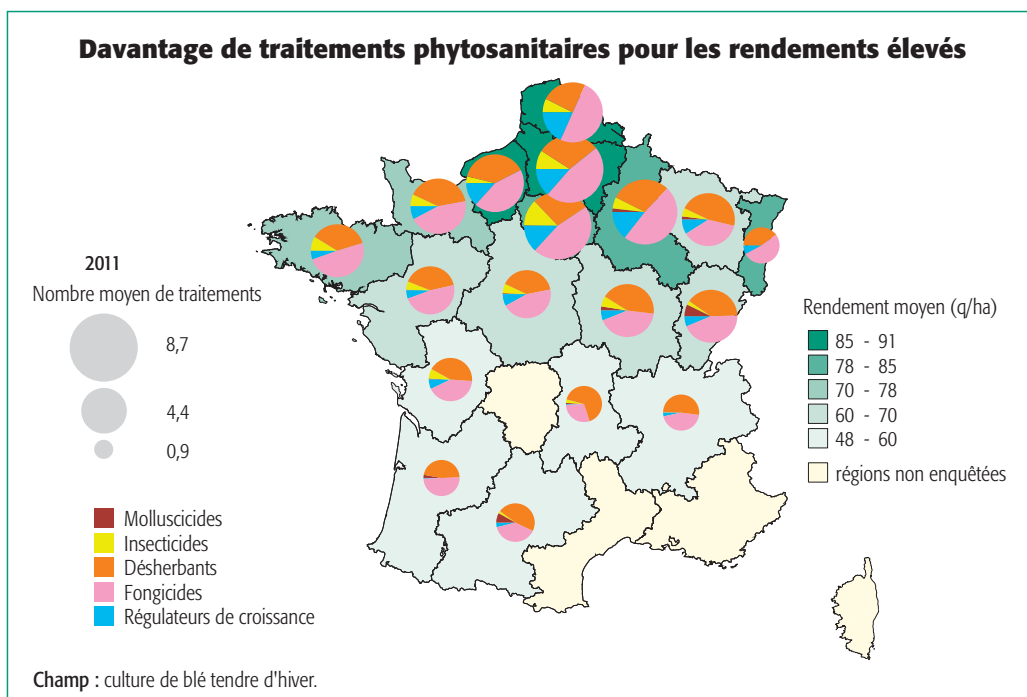 Davantage de traitements phytosanitaires pour les rendements élevés
2011
Nombre moyen de traitements
8,7
4,4
0,9
Molluscicides
Insecticides
Désherbants
Fongicides
Régulateurs de croissance
Rendement moyen (q/ha)
85 - 91
78 - 85
70 - 78
60 - 70
48 - 60
régions non enquêtées
Champ : culture de blé tendre d'hiver.